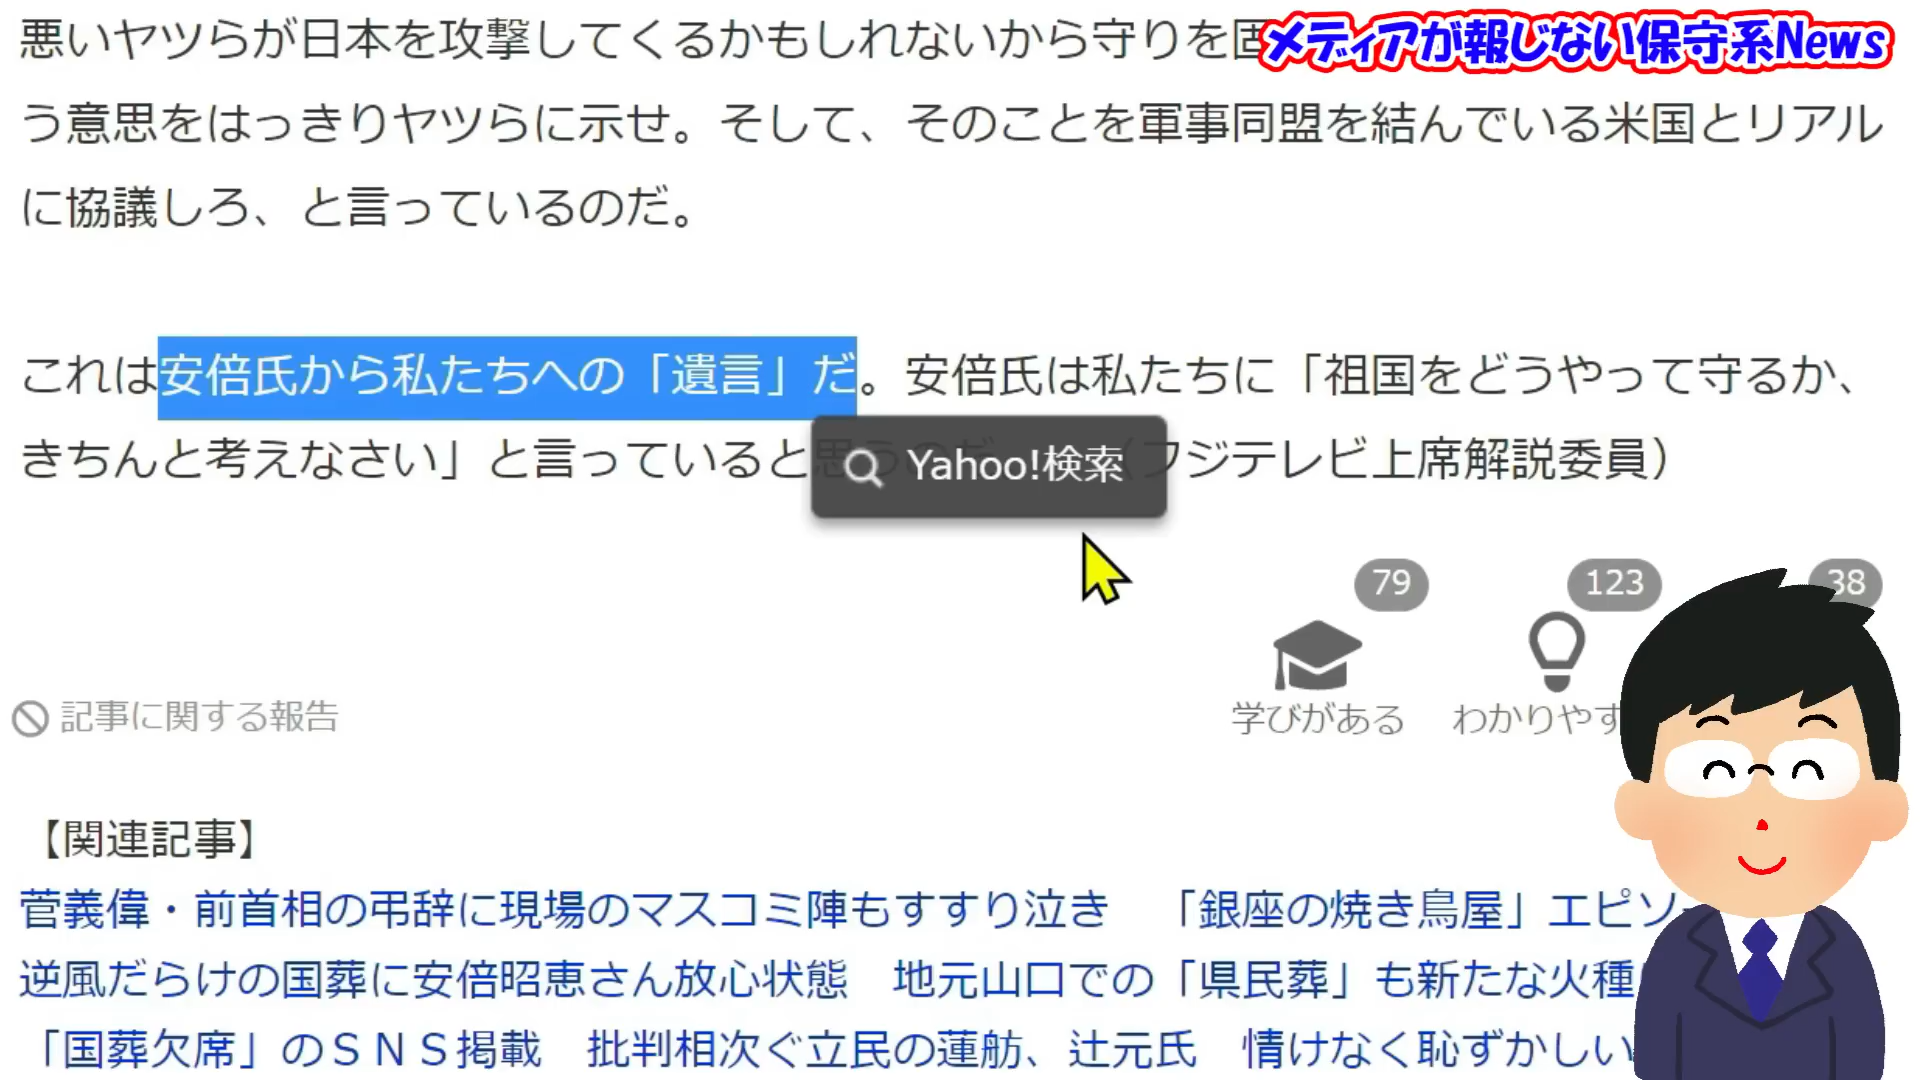 悪いヤツらが日本を攻撃してくるかもしれないから守りを固
メディアが報じない保守系News
う意思をはっきりヤツらに示せ。そして、そのことを軍事同盟を結んでいる米国とリアル
に協議しろ、と言っているのだ。
これは安倍氏から私たちへの「遺言」だ。安倍氏は私たちに「祖国をどうやって守るか、
きちんと考えなさい」と言っていると思うのだ (フジテレビ上席解説委員)
Yahoo!検索
79 123 38
学びがある わかりやす
記事に関する報告
【関連記事】
菅義偉・前首相の弔辞に現場のマスコミ陣もすすり泣き 「銀座の焼き鳥屋」エピソ
逆風だらけの国葬に安倍昭恵さん放心状態 地元山口での「県民葬」も新たな火種
「国葬欠席」のSNS掲載 批判相次ぐ立民の蓮舫、辻元氏 情けなく恥ずかしい